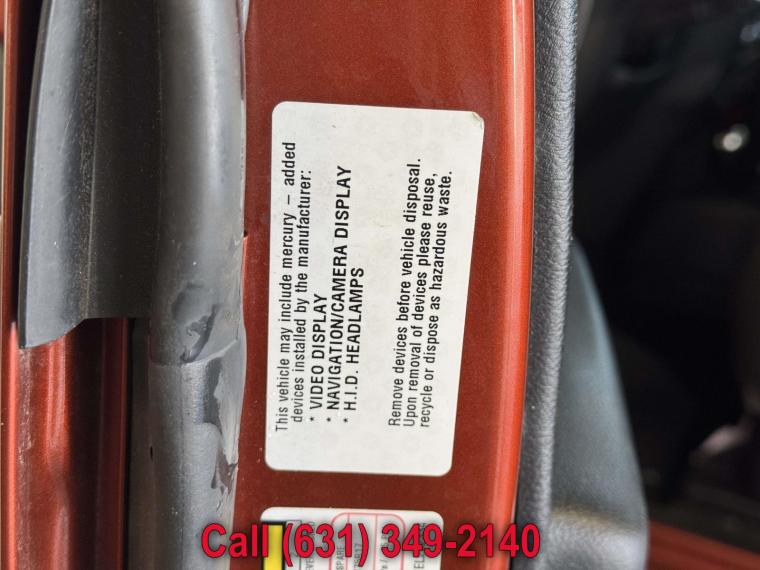 This vehicle may include mercury – added
devices installed by the manufacturer:
* VIDEO DISPLAY
* NAVIGATION/CAMERA DISPLAY
* H.I.D. HEADLAMPS
Remove devices before vehicle disposal.
Upon removal of devices please reuse,
recycle or dispose as hazardous waste.
SPARE
Call (631) 349-2140